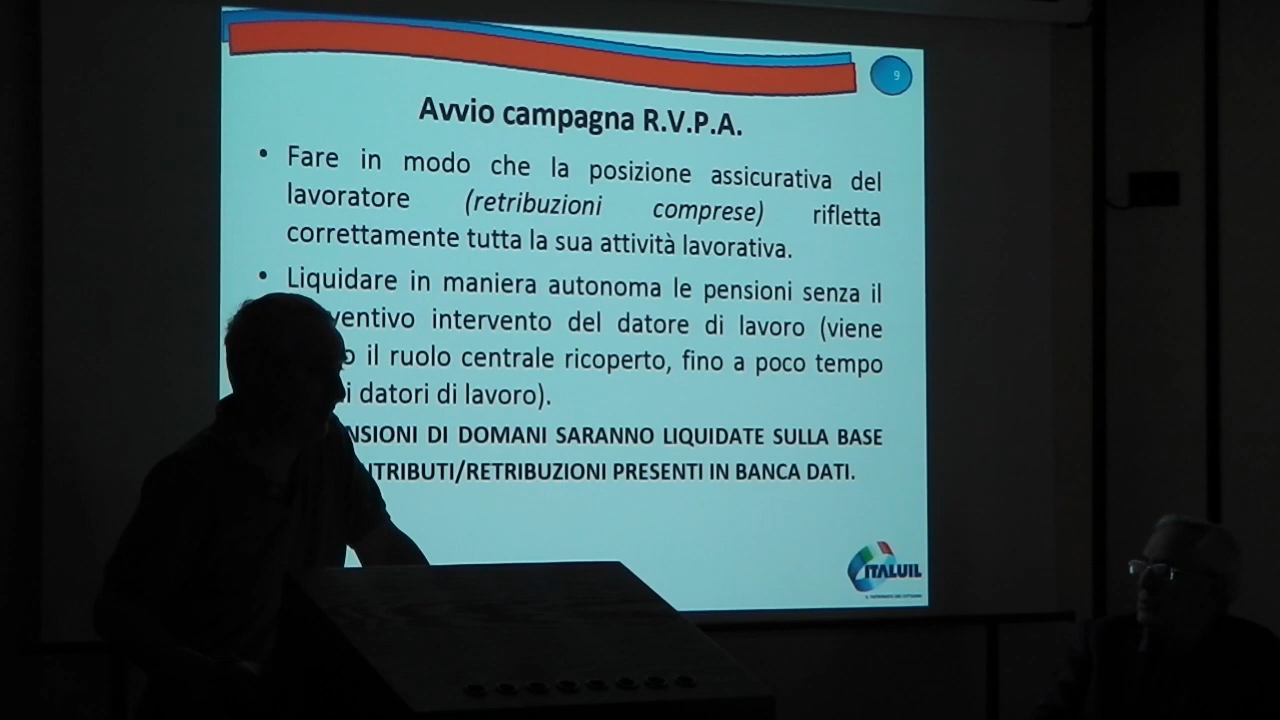 9
Avvio campagna R.V.P.A.
• Fare in modo che la posizione assicurativa del
lavoratore (retribuzioni comprese) rifletta
correttamente tutta la sua attività lavorativa.
• Liquidare in maniera autonoma le pensioni senza il
ventivo intervento del datore di lavoro (viene
o il ruolo centrale ricoperto, fino a poco tempo
i datori di lavoro).
NSIONI DI DOMANI SARANNO LIQUIDATE SULLA BASE
NTRIBUTI/RETRIBUZIONI PRESENTI IN BANCA DATI.
ITALUIL